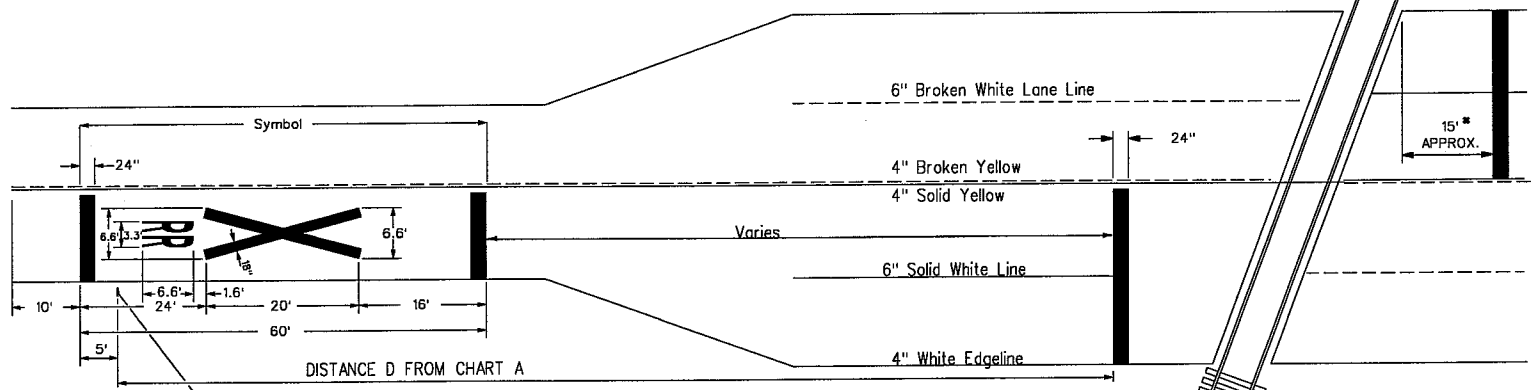 6" Broken White Lane Line
Symbol
15' *
APPROX.
24"
24"
4" Broken Yellow
4" Solid Yellow
6.6'
3.3'
RR
6.6'
Varies
18"
6" Solid White Line
6.6'
1.6'
10'
24'
20'
16'
60'
5'
4" White Edgeline
DISTANCE D FROM CHART A